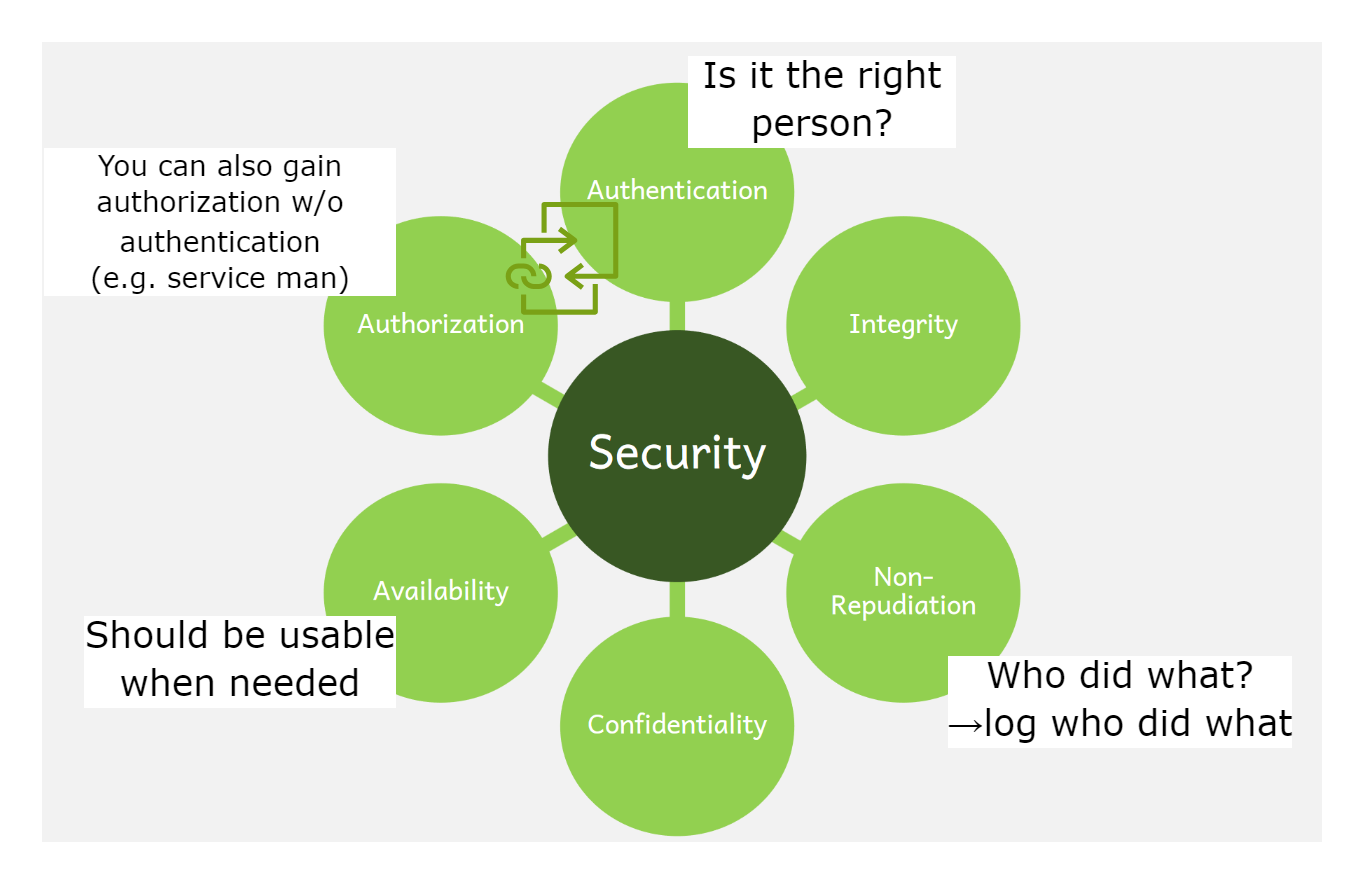 Is it the right
person?
You can also gain
authorization w/o
authentication
(e.g. service man)
Authentication
Authorization
Integrity
Security
Availability
Non-
Repudiation
Should be usable
when needed
Who did what?
→log who did what
Confidentiality